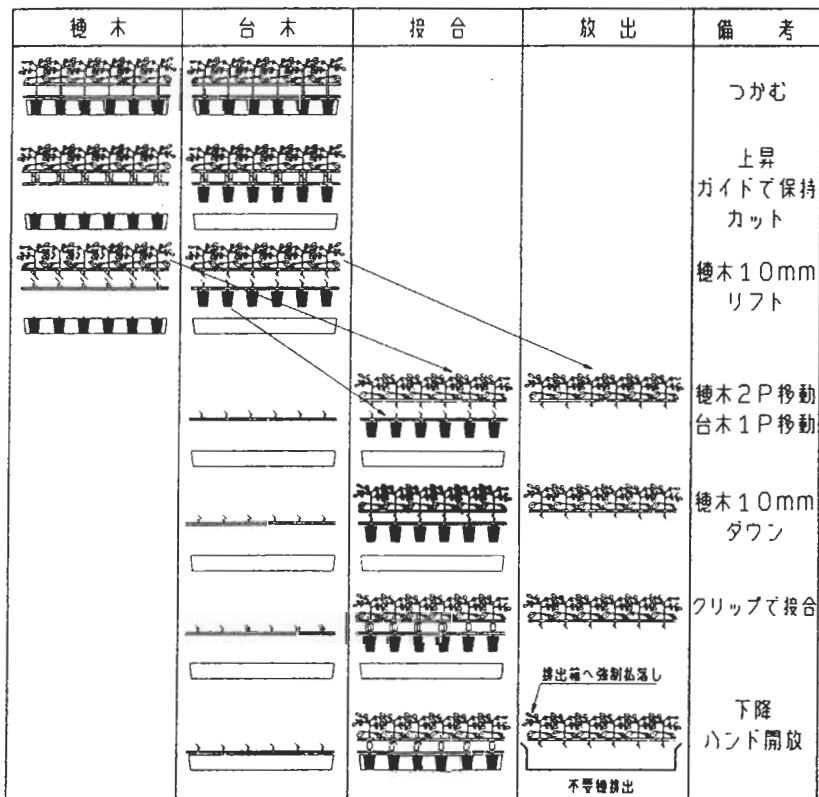 穂木 台木 接合 放出 備考
つかむ
上昇
ガイドで保持
カット
穂木10mm
リフト
穂木2P移動
台木1P移動
穂木10mm
ダウン
クリップで接合
排出箱へ強制払落し
下降
ハンド開放
不要穂排出